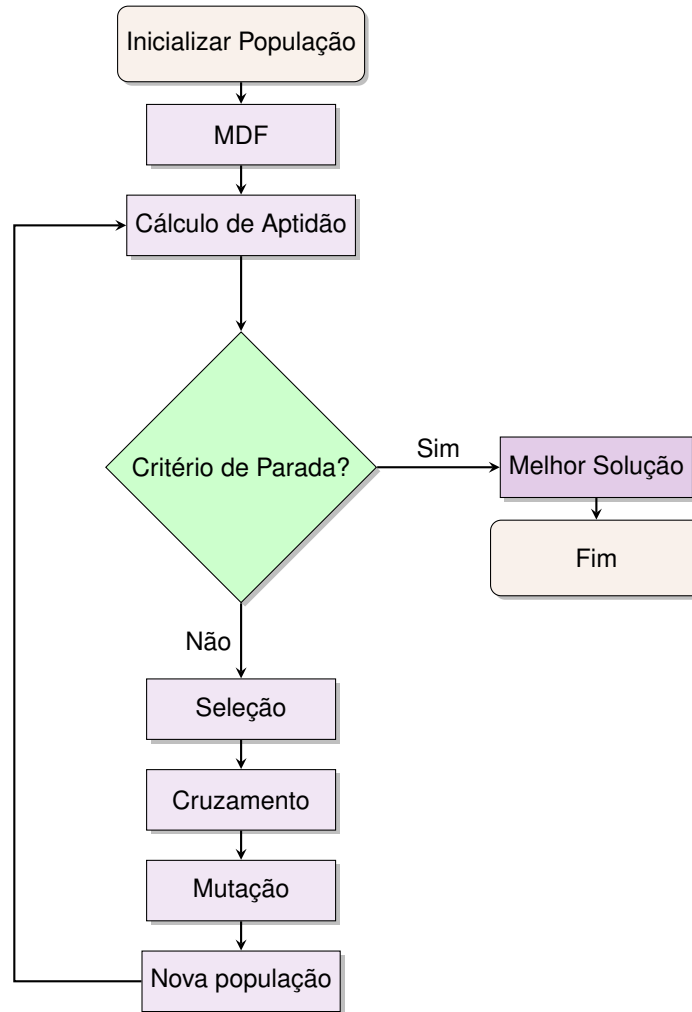 Inicializar População
MDF
Cálculo de Aptidão
Critério de Parada?
Sim
Melhor Solução
Fim
Não
Seleção
Cruzamento
Mutação
Nova população